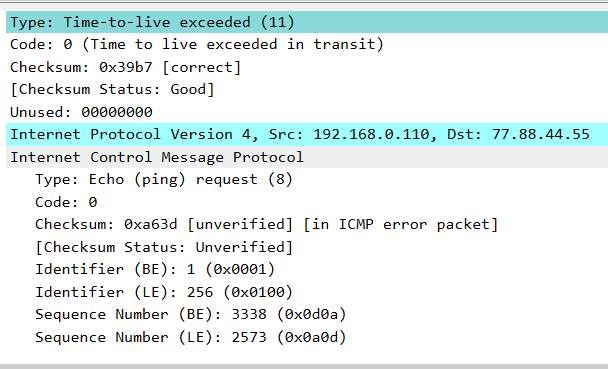 Type: Time-to-live exceeded (11)
Code: 0 (Time to live exceeded in transit)
Checksum: 0x39b7 [correct]
[Checksum Status: Good]
Unused: 00000000
Internet Protocol Version 4, Src: 192.168.0.110, Dst: 77.88.44.55
Internet Control Message Protocol
Type: Echo (ping) request (8)
Code: 0
Checksum: 0xa63d [unverified] [in ICMP error packet]
[Checksum Status: Unverified]
Identifier (BE): 1 (0x0001)
Identifier (LE): 256 (0x0100)
Sequence Number (BE): 3338 (0x0d0a)
Sequence Number (LE): 2573 (0x0a0d)